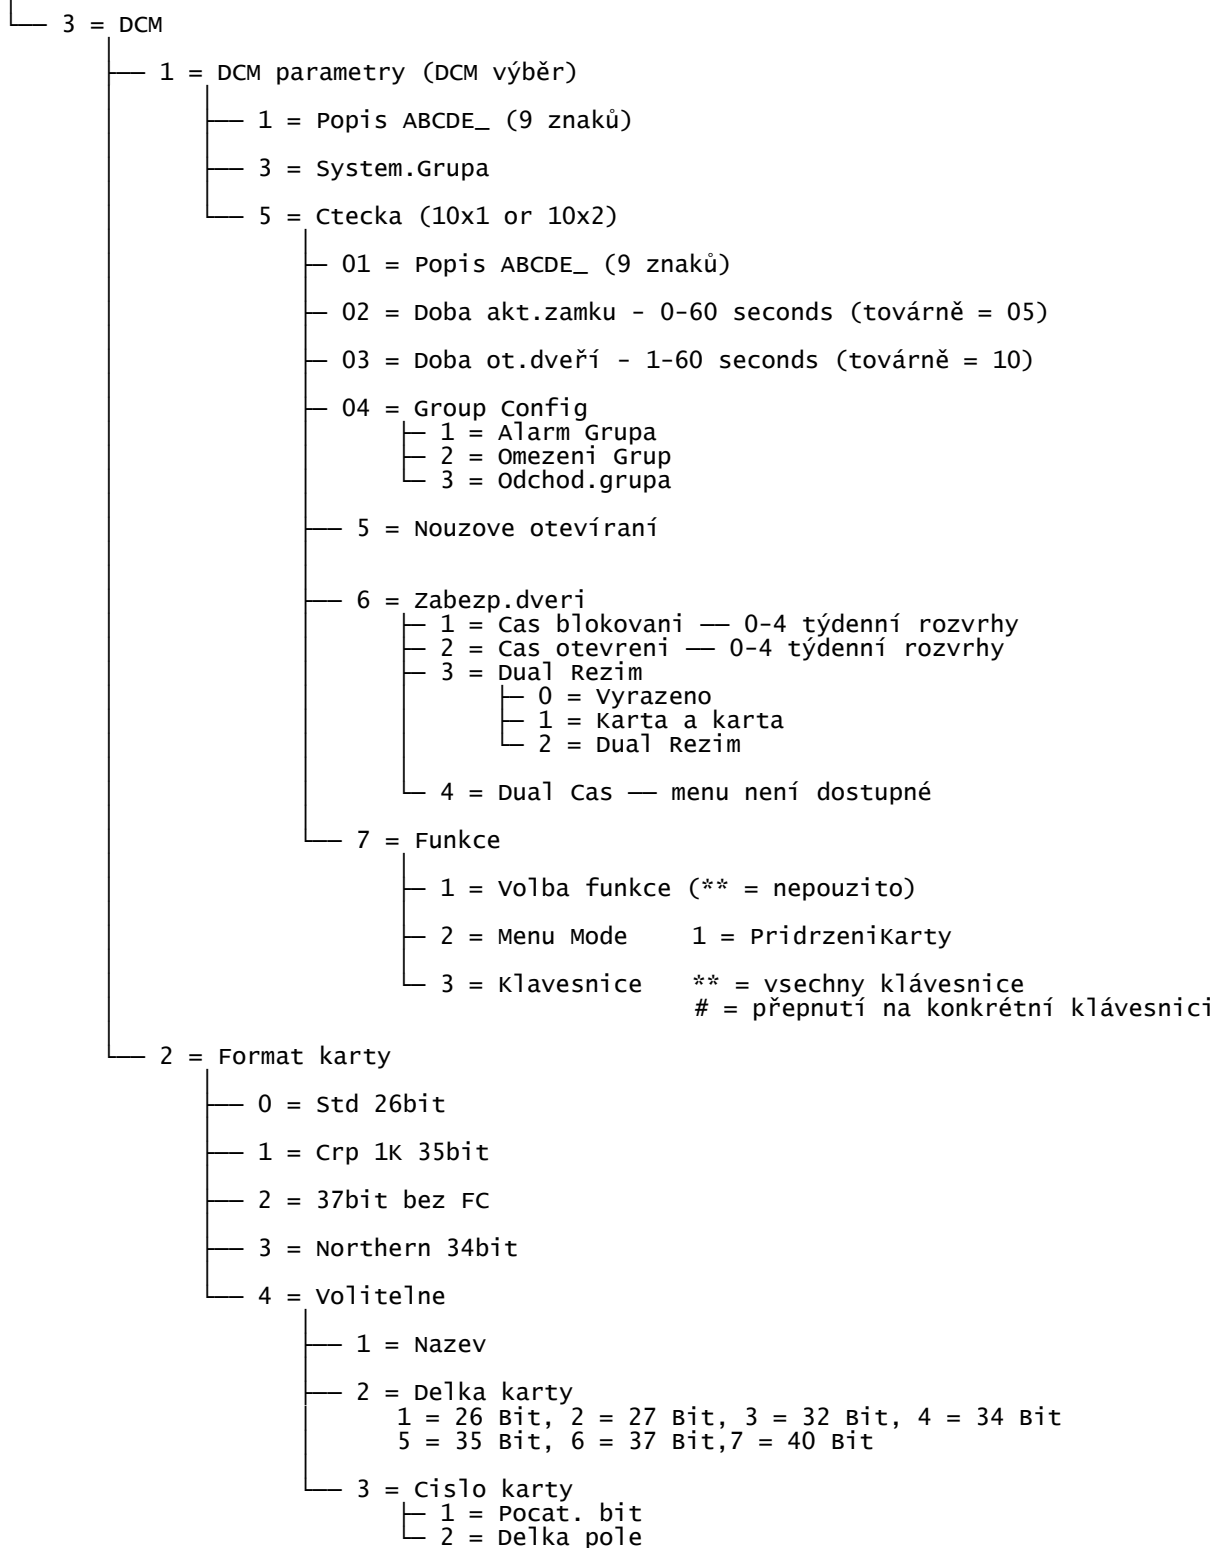 3 = DCM
1 = DCM parametry (DCM výběr)
1 = Popis ABCDE_ (9 znaků)
3 = System.Grupa
5 = Ctecka (10x1 or 10x2)
01 = Popis ABCDE_ (9 znaků)
02 = Doba akt.zamku - 0-60 seconds (továrně = 05)
03 = Doba ot.dveří - 1-60 seconds (továrně = 10)
04 = Group Config
1 = Alarm Grupa
2 = Omezeni Grup
3 = Odchod.grupa
5 = Nouzove otevíraní
6 = Zabezp.dveri
1 = Cas blokovani —— 0-4 týdenní rozvrhy
2 = Cas otevreni —— 0-4 týdenní rozvrhy
3 = Dual Rezim
0 = Vyrazeno
1 = Karta a karta
2 = Dual Rezim
4 = Dual Cas —— menu není dostupné
7 = Funkce
1 = Volba funkce (** = nepouzito)
2 = Menu Mode 1 = PridrzeniKarty
3 = Klavesnice ** = vsechny klávesnice
# = přepnutí na konkrétní klávesnici
2 = Format karty
0 = Std 26bit
1 = Crp 1K 35bit
2 = 37bit bez FC
3 = Northern 34bit
4 = Volitelne
1 = Nazev
2 = Delka karty
1 = 26 Bit, 2 = 27 Bit, 3 = 32 Bit, 4 = 34 Bit
5 = 35 Bit, 6 = 37 Bit,7 = 40 Bit
3 = Cislo karty
1 = Pocat. bit
2 = Delka pole